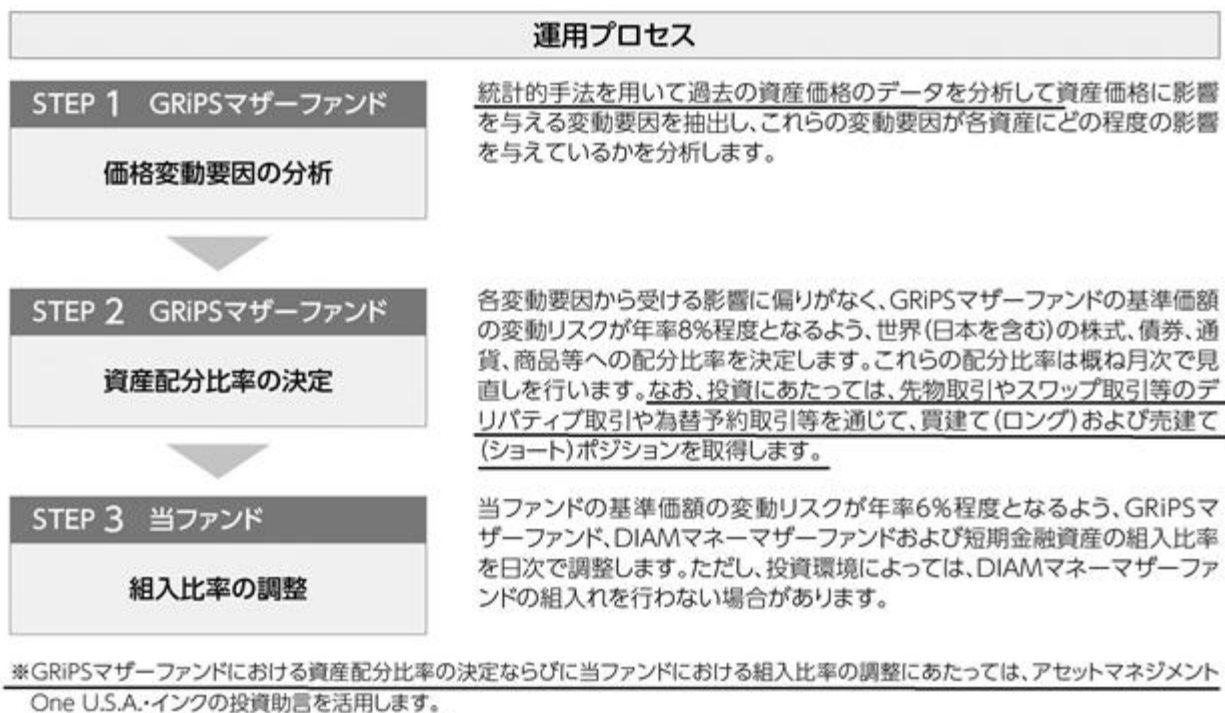 運用プロセス
STEP 1 GRiPSマザーファンド
価格変動要因の分析
統計的手法を用いて過去の資産価格のデータを分析して資産価格に影響
を与える変動要因を抽出し、これらの変動要因が各資産にどの程度の影響
を与えているかを分析します。
STEP 2 GRiPSマザーファンド
資産配分比率の決定
各変動要因から受ける影響に偏りがなく、GRiPSマザーファンドの基準価額
の変動リスクが年率8%程度となるよう、世界(日本を含む)の株式、債券、通
貨、商品等への配分比率を決定します。これらの配分比率は概ね月次で見
直しを行います。なお、投資にあたっては、先物取引やスワップ取引等のデ
リバティブ取引や為替予約取引等を通じて、買建て(ロング)および売建て
(ショート)ポジションを取得します。
STEP 3 当ファンド
組入比率の調整
当ファンドの基準価額の変動リスクが年率6%程度となるよう、GRiPSマ
ザーファンド、DIAMマネーマザーファンドおよび短期金融資産の組入比率
を日次で調整します。ただし、投資環境によっては、DIAMマネーマザーファ
ンドの組入れを行わない場合があります。
※GRiPSマザーファンドにおける資産配分比率の決定ならびに当ファンドにおける組入比率の調整にあたっては、アセットマネジメント
One U.S.A.・インクの投資助言を活用します。